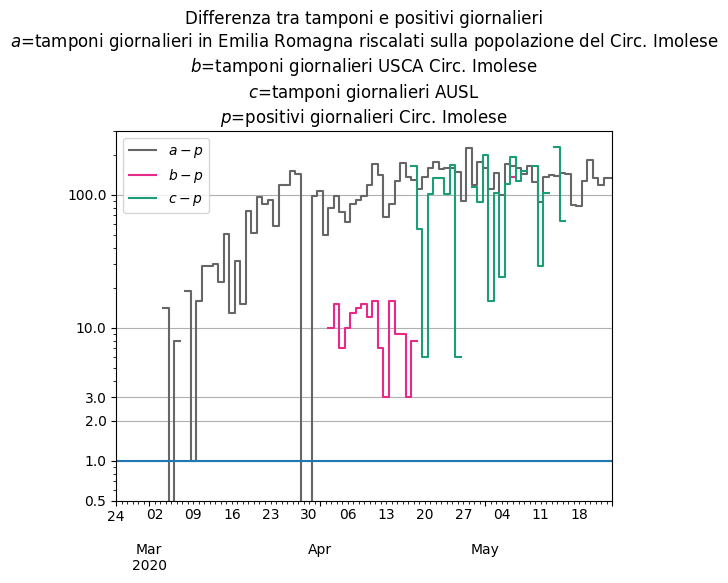 Differenza tra tamponi e positivi giornalieri
a=tamponi giornalieri in Emilia Romagna riscalati sulla popolazione del Circ. Imolese
b=tamponi giornalieri USCA Circ. Imolese
c=tamponi giornalieri AUSL
p=positivi giornalieri Circ. Imolese
a − p
b − p
c − p
100.0
10.0
3.0
2.0
1.0
0.5
24 02 09 16 23 30 06 13 20 27 04 11 18
Mar Apr May
2020